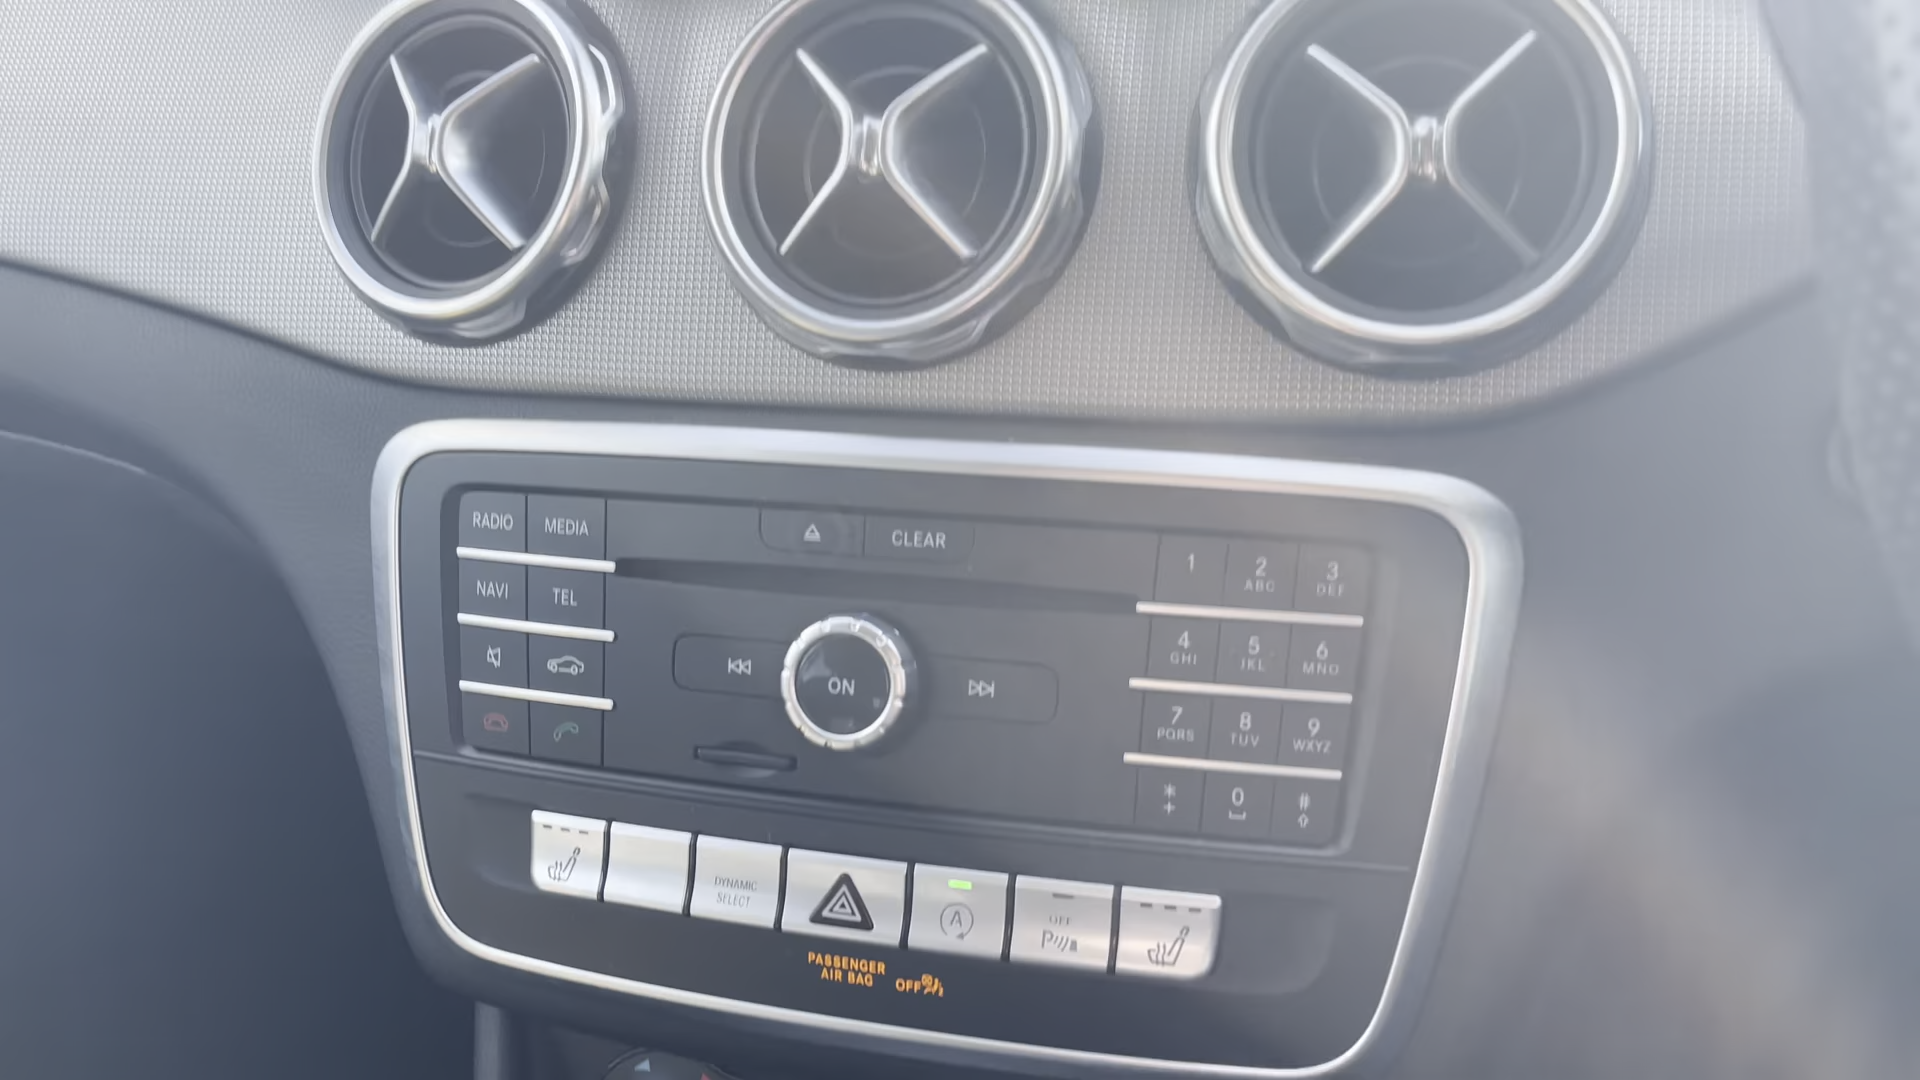 RADIO MEDIA
CLEAR
NAVI TEL
ON
1 2 3
ABC DEF
4 5 6
GHI JKL MNO
7 8 9
PQRS TUV WXYZ
* 0 #
+
DYNAMIC
SELECT
A
OFF
P
PASSENGER
AIR BAG OFF